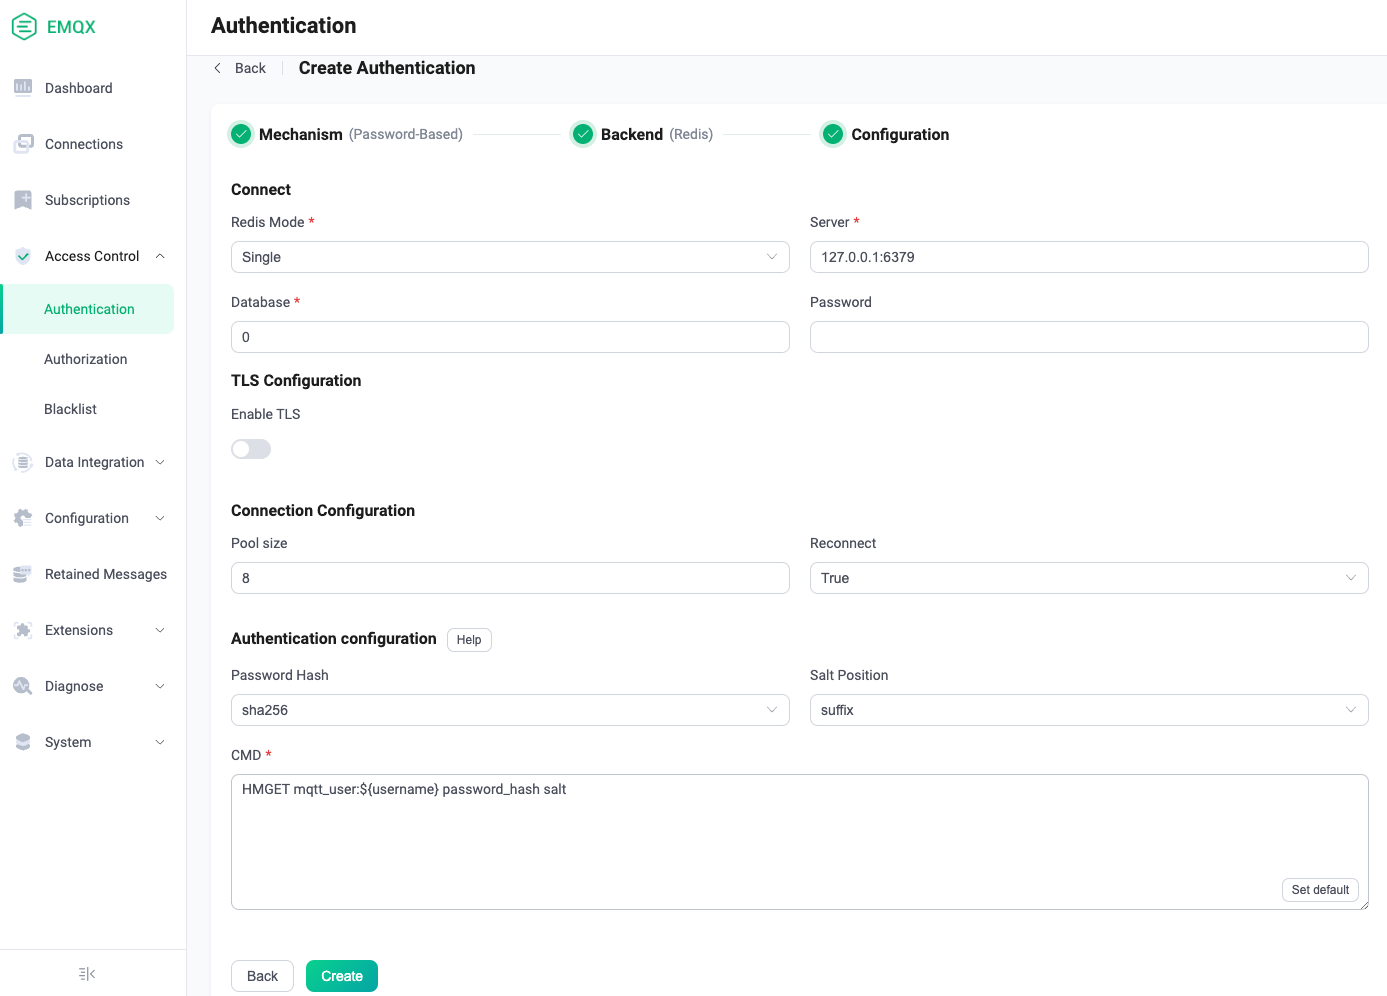 EMQX
Dashboard
Connections
Subscriptions
Access Control
Authentication
Authorization
Blacklist
Data Integration
Configuration
Retained Messages
Extensions
Diagnose
System
Authentication
Back
Create Authentication
Mechanism (Password-Based)
Backend (Redis)
Configuration
Connect
Redis Mode *
Server *
Single
127.0.0.1:6379
Database *
Password
0
TLS Configuration
Enable TLS
Connection Configuration
Pool size
Reconnect
8
True
Authentication configuration
Help
Password Hash
Salt Position
sha256
suffix
CMD *
HMGET mqtt_user:${username} password_hash salt
Set default
Back
Create